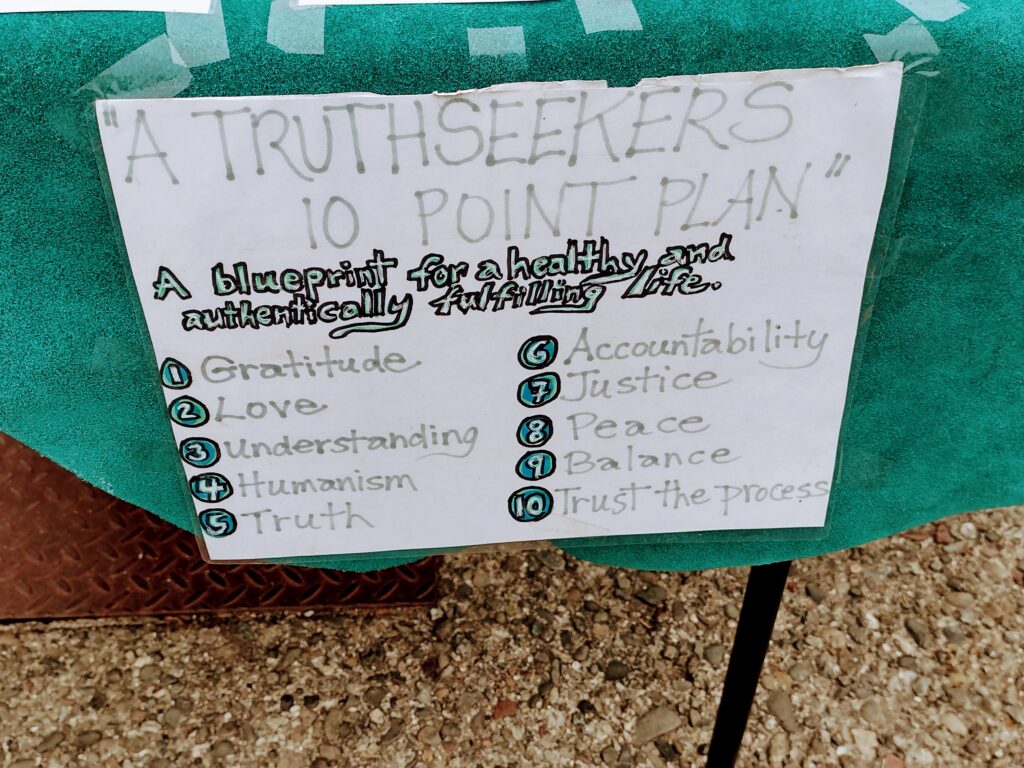 "A TRUTHSEEKERS
10 POINT PLAN"
A blueprint for a healthy and
authentically fulfilling life.
1 Gratitude
2 Love
3 Understanding
4 Humanism
5 Truth
6 Accountability
7 Justice
8 Peace
9 Balance
10 Trust the process